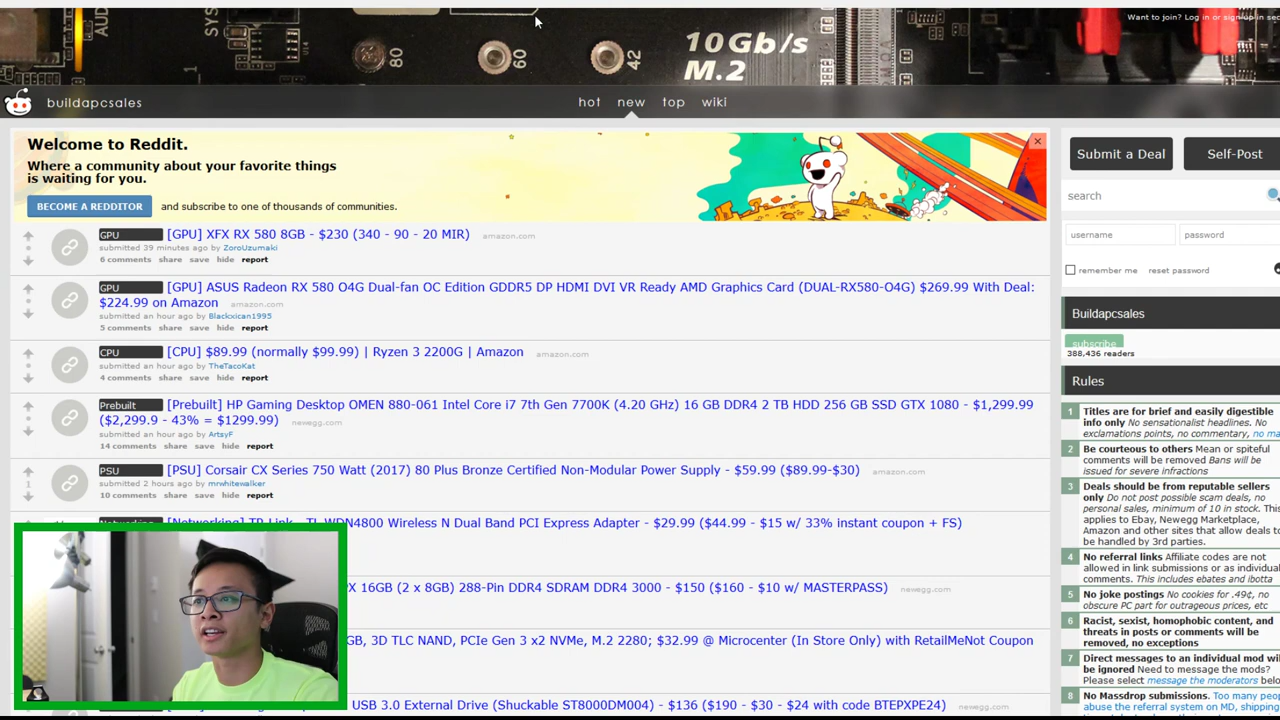 AUD
SYS
80
60
42
10Gb/s
M.2
Want to join? Log in or sign up in sec
buildapcsales
hot new top wiki
Welcome to Reddit.
Where a community about your favorite things
is waiting for you.
BECOME A REDDITOR and subscribe to one of thousands of communities.
GPU [GPU] XFX RX 580 8GB - $230 (340 - 90 - 20 MIR) amazon.com
submitted 39 minutes ago by ZoroUzumaki
6 comments share save hide report
GPU [GPU] ASUS Radeon RX 580 O4G Dual-fan OC Edition GDDR5 DP HDMI DVI VR Ready AMD Graphics Card (DUAL-RX580-O4G) $269.99 With Deal:
$224.99 on Amazon amazon.com
submitted an hour ago by Blackxican1995
5 comments share save hide report
CPU [CPU] $89.99 (normally $99.99) | Ryzen 3 2200G | Amazon amazon.com
submitted an hour ago by TheTacoKat
4 comments share save hide report
Prebuilt [Prebuilt] HP Gaming Desktop OMEN 880-061 Intel Core i7 7th Gen 7700K (4.20 GHz) 16 GB DDR4 2 TB HDD 256 GB SSD GTX 1080 - $1,299.99
($2,299.9 - 43% = $1299.99) newegg.com
submitted an hour ago by ArtsyF
14 comments share save hide report
PSU [PSU] Corsair CX Series 750 Watt (2017) 80 Plus Bronze Certified Non-Modular Power Supply - $59.99 ($89.99-$30) amazon.com
submitted 2 hours ago by mrwhitewalker
1
10 comments share save hide report
Networking [Networking] TP-Link - TL-WDN4800 Wireless N Dual Band PCI Express Adapter - $29.99 ($44.99 - $15 w/ 33% instant coupon + FS)
X 16GB (2 x 8GB) 288-Pin DDR4 SDRAM DDR4 3000 - $150 ($160 - $10 w/ MASTERPASS) newegg.com
GB, 3D TLC NAND, PCIe Gen 3 x2 NVMe, M.2 2280; $32.99 @ Microcenter (In Store Only) with RetailMeNot Coupon
USB 3.0 External Drive (Shuckable ST8000DM004) - $136 ($190 - $30 - $24 with code BTEPXPE24) newegg.com
Submit a Deal Self-Post
search
username password
remember me reset password
Buildapcsales
subscribe
388,436 readers
Rules
1 Titles are for brief and easily digestible
info only No sensationalist headlines. No
exclamations points, no commentary, no ma
2 Be courteous to others Mean or spiteful
comments will be removed Bans will be
issued for severe infractions
3 Deals should be from reputable sellers
only Do not post possible scam deals, no
personal sales, minimum of 10 in stock. This
applies to Ebay, Newegg Marketplace,
Amazon and other sites that allow deals to
be handled by 3rd parties.
4 No referral links Affiliate codes are not
allowed in link submissions or as individual
comments. This includes ebates and ibotta
5 No joke postings No cookies for .49¢, no
obscure PC part for outrageous prices, etc
6 Racist, sexist, homophobic content, and
threats in posts or comments will be
removed, no exceptions
7 Direct messages to an individual mod will
be ignored Need to message the mods?
Please select message the moderators belo
8 No Massdrop submissions. Too many peop
abuse the referral system on MD, shipping